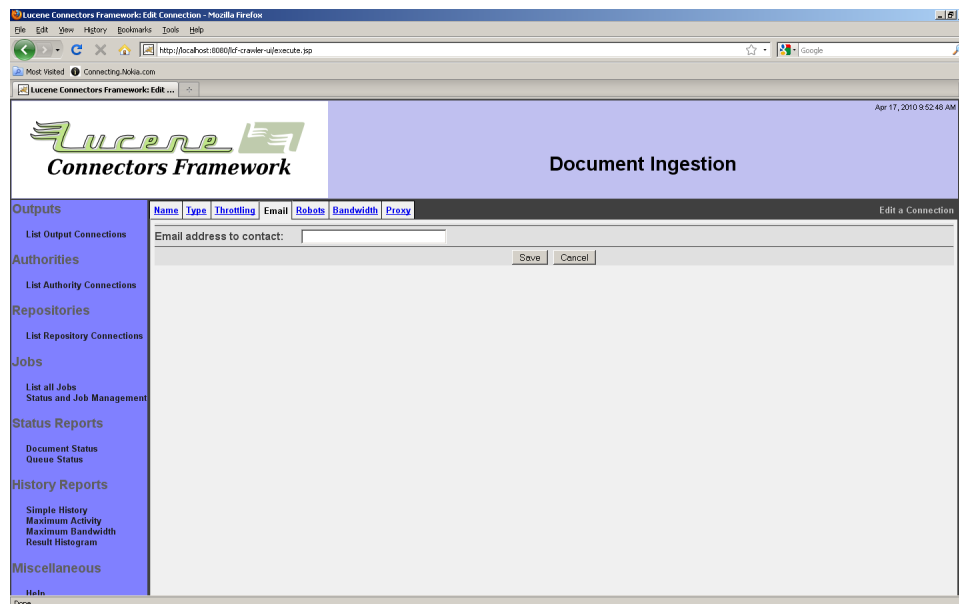 Lucene Connectors Framework: Edit Connection - Mozilla Firefox
File Edit View History Bookmarks Tools Help
http://localhost:8080/lcf-crawler-ui/execute.jsp
Google
Most Visited Connecting.Nokia.com
Lucene Connectors Framework: Edit ...
Apr 17, 2010 9:52:48 AM
Lucene
Connectors Framework
Document Ingestion
Outputs
Name Type Throttling Email Robots Bandwidth Proxy
Edit a Connection
List Output Connections
Email address to contact:
Save Cancel
Authorities
List Authority Connections
Repositories
List Repository Connections
Jobs
List all Jobs
Status and Job Management
Status Reports
Document Status
Queue Status
History Reports
Simple History
Maximum Activity
Maximum Bandwidth
Result Histogram
Miscellaneous
Help
Done